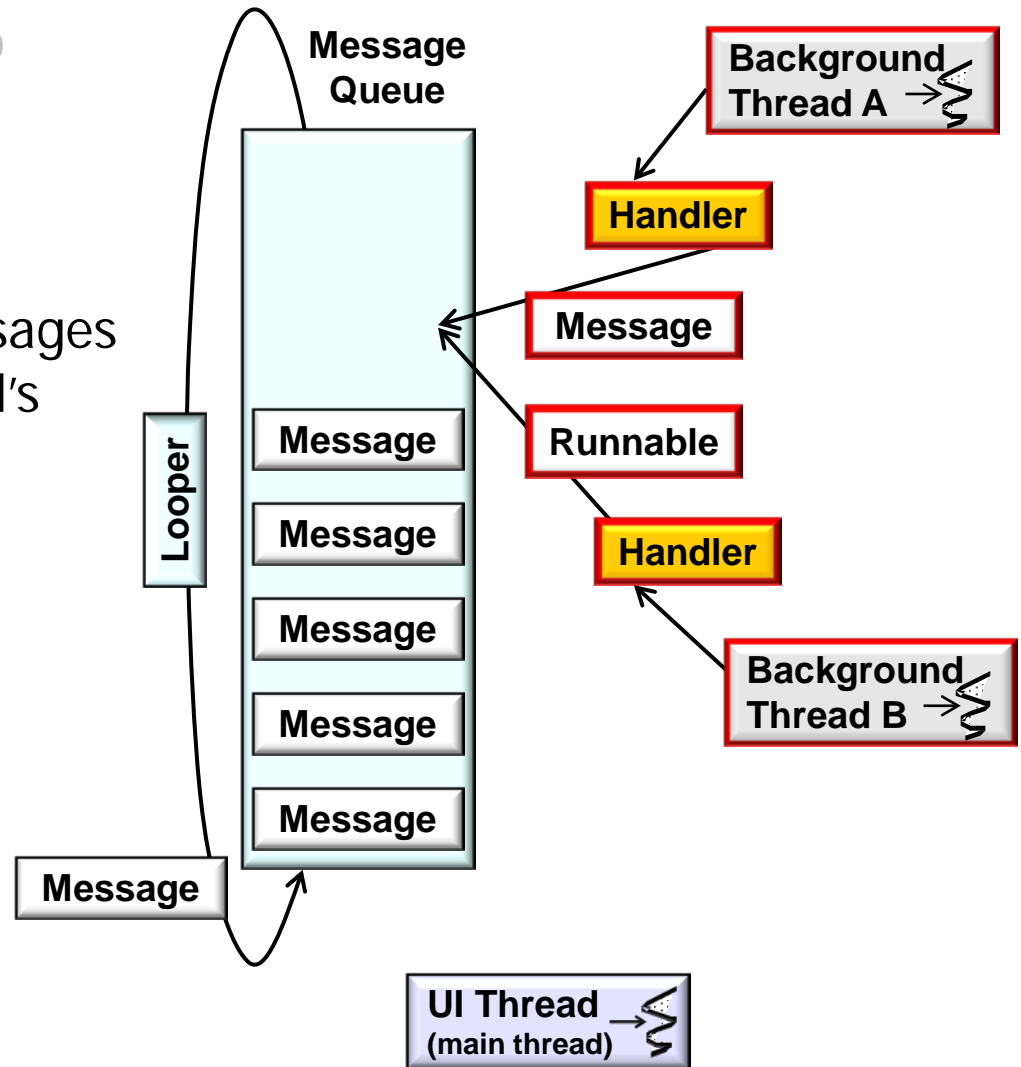 Message
Queue
Background
Thread A
Handler
Message
sages
l's
Message
Runnable
Looper
Message
Handler
Message
Background
Thread B
Message
Message
Message
UI Thread
(main thread)